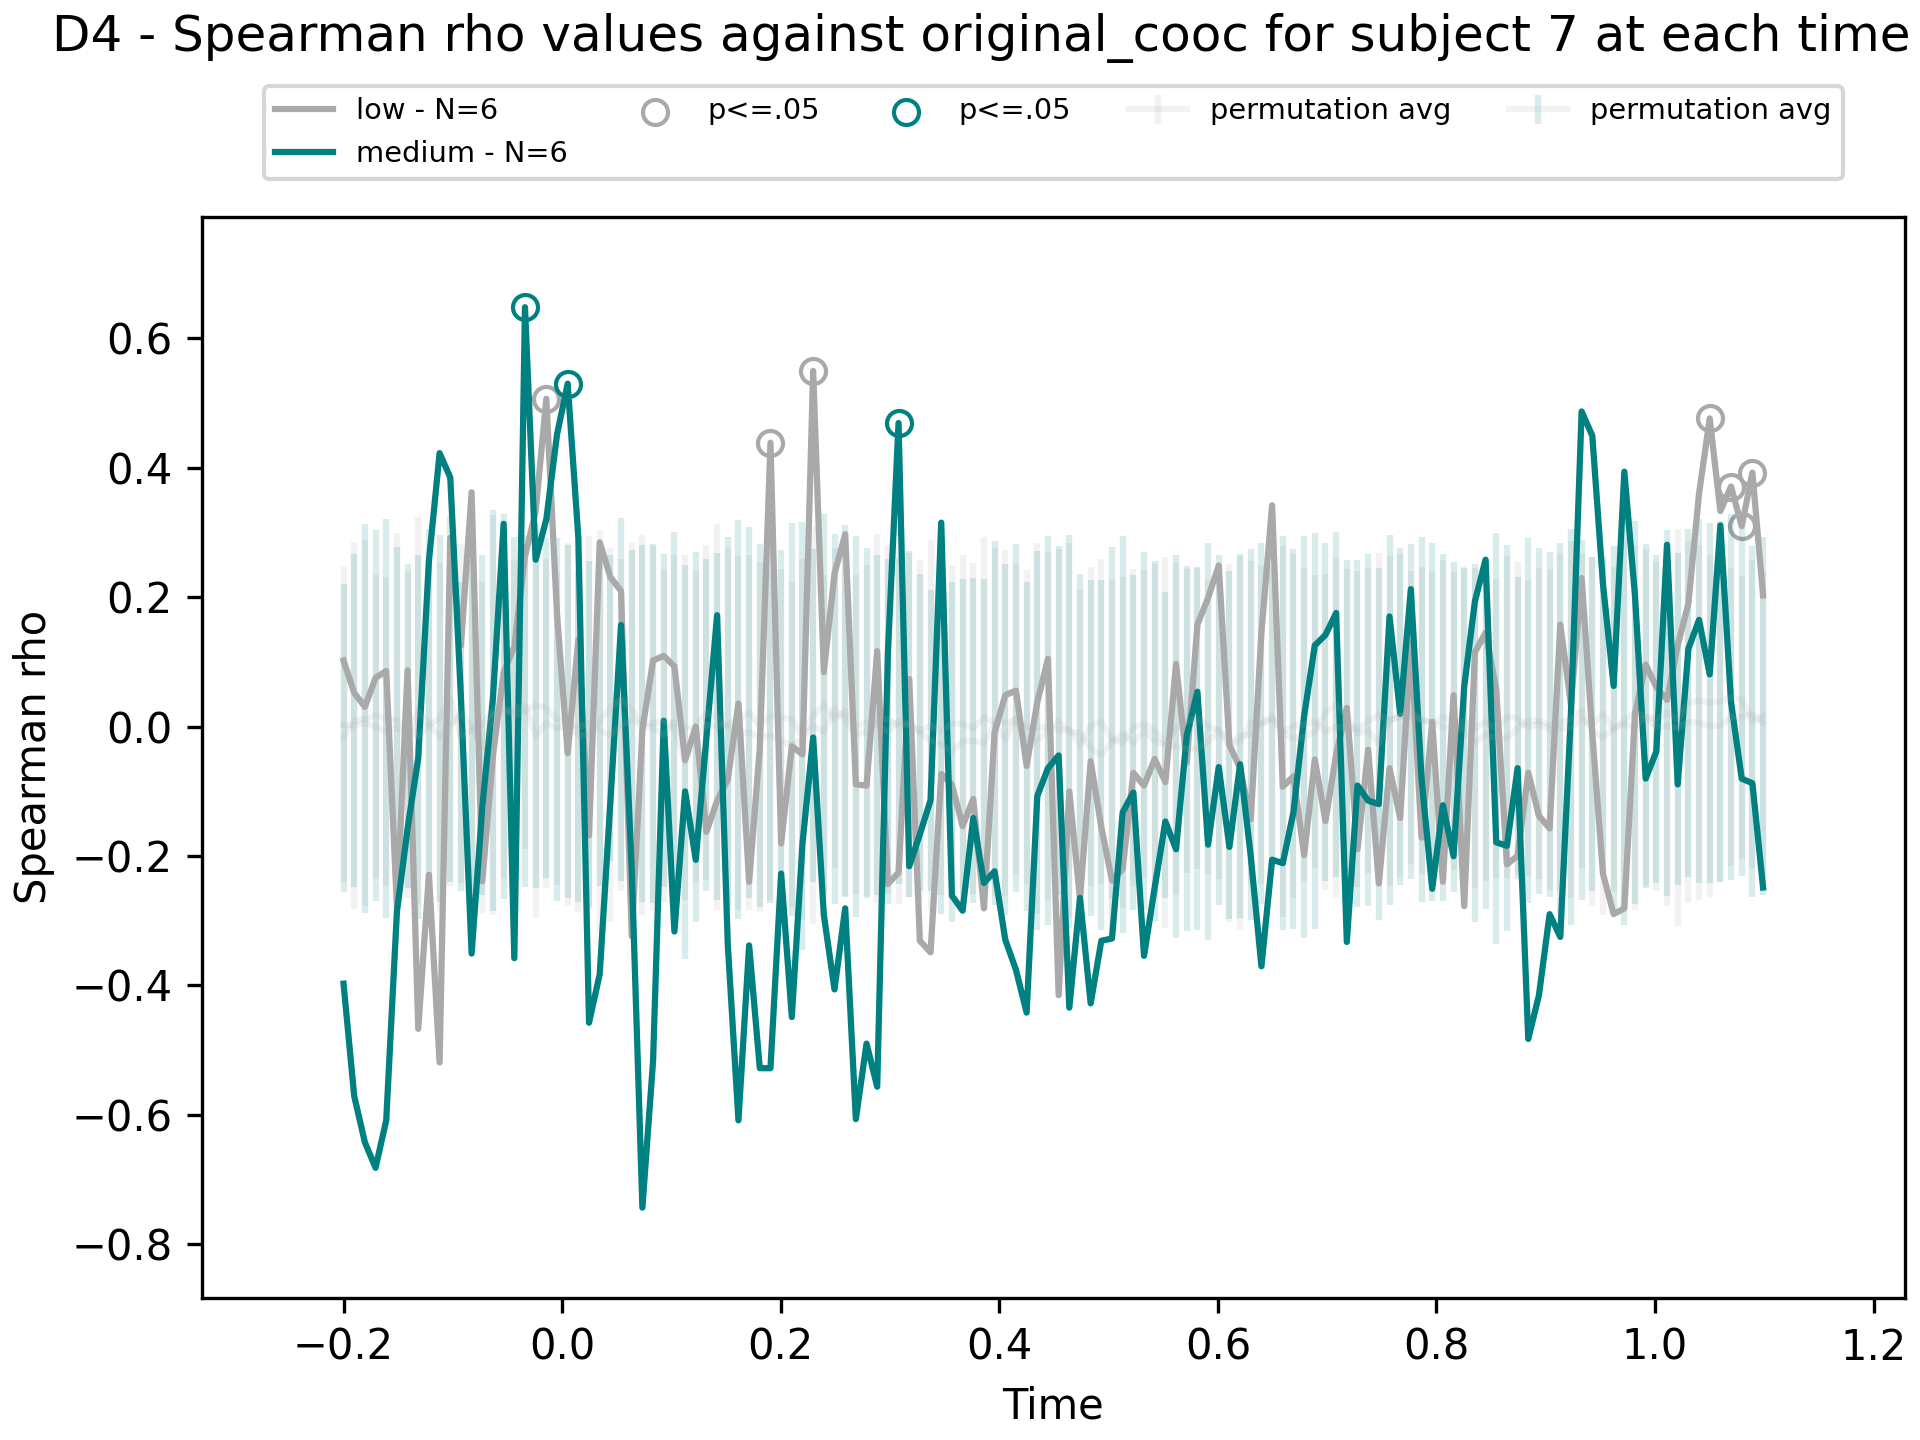 D4 - Spearman rho values against original_cooc for subject 7 at each time
low - N=6 p<=.05 p<=.05 permutation avg permutation avg
medium - N=6
Spearman rho
0.6
0.4
0.2
0.0
−0.2
−0.4
−0.6
−0.8
−0.2 0.0 0.2 0.4 0.6 0.8 1.0 1.2
Time